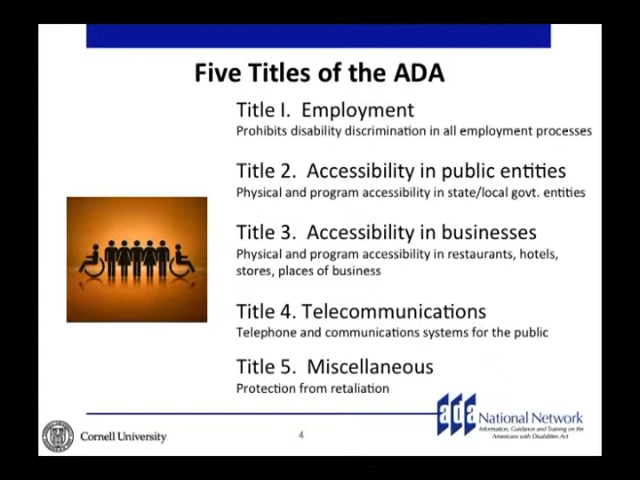 Five Titles of the ADA
Title I.  Employment
Prohibits disability discrimination in all employment processes
Title 2.  Accessibility in public entities
Physical and program accessibility in state/local govt. entities
Title 3.  Accessibility in businesses
Physical and program accessibility in restaurants, hotels,
stores, places of business
Title 4. Telecommunications
Telephone and communications systems for the public
Title 5.  Miscellaneous
Protection from retaliation
Cornell University
4
ada National Network
Information, Guidance and Training on the
Americans with Disabilities Act